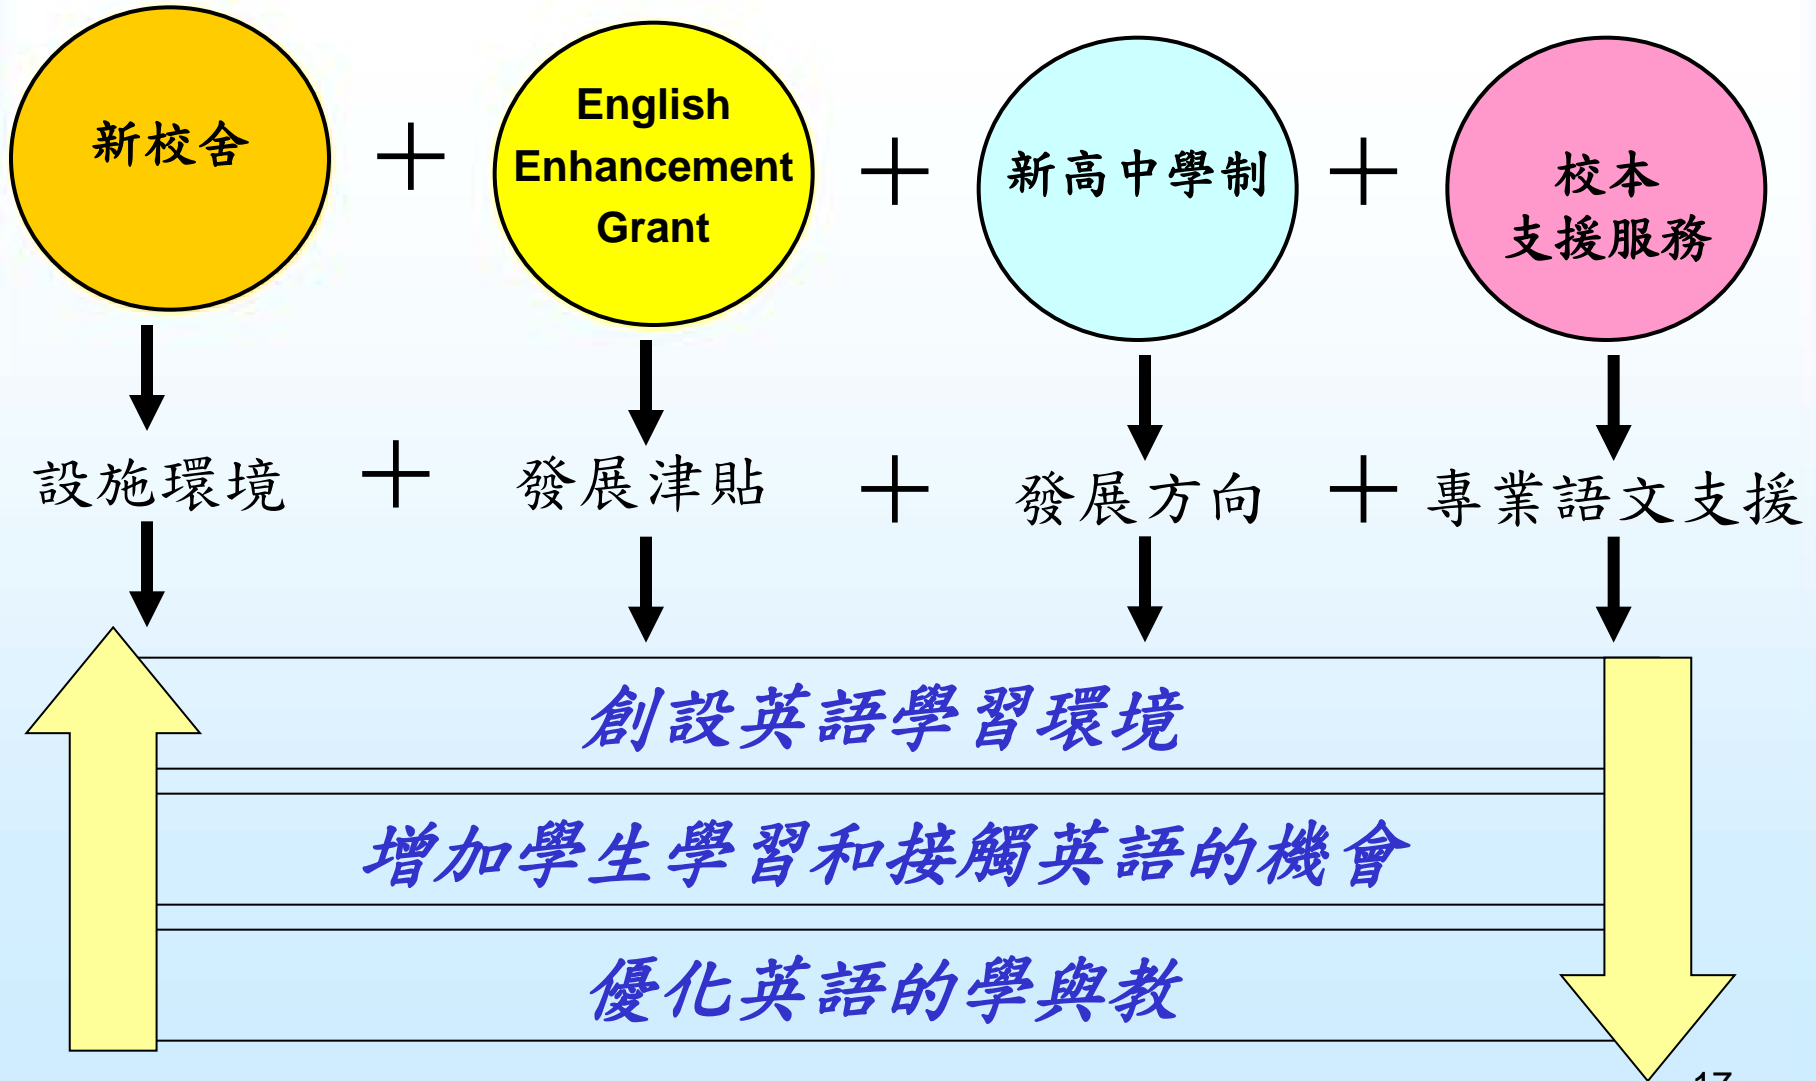 新校舍
English
Enhancement
Grant
新高中學制
校本
支援服務
設施環境
發展津貼
發展方向
專業語文支援
創設英語學習環境
增加學生學習和接觸英語的機會
優化英語的學與教
17